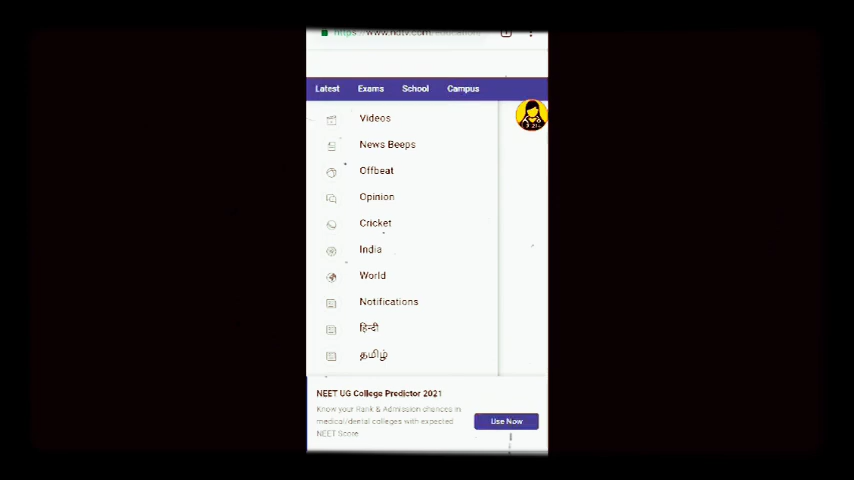 Latest Exams School Campus
Videos
News Beeps
Offbeat
Opinion
Cricket
India
World
Notifications
हिन्दी
தமிழ்
NEET UG College Predictor 2021
Know your Rank & Admission chances in
medical/dental colleges with expected
NEET Score
Use Now